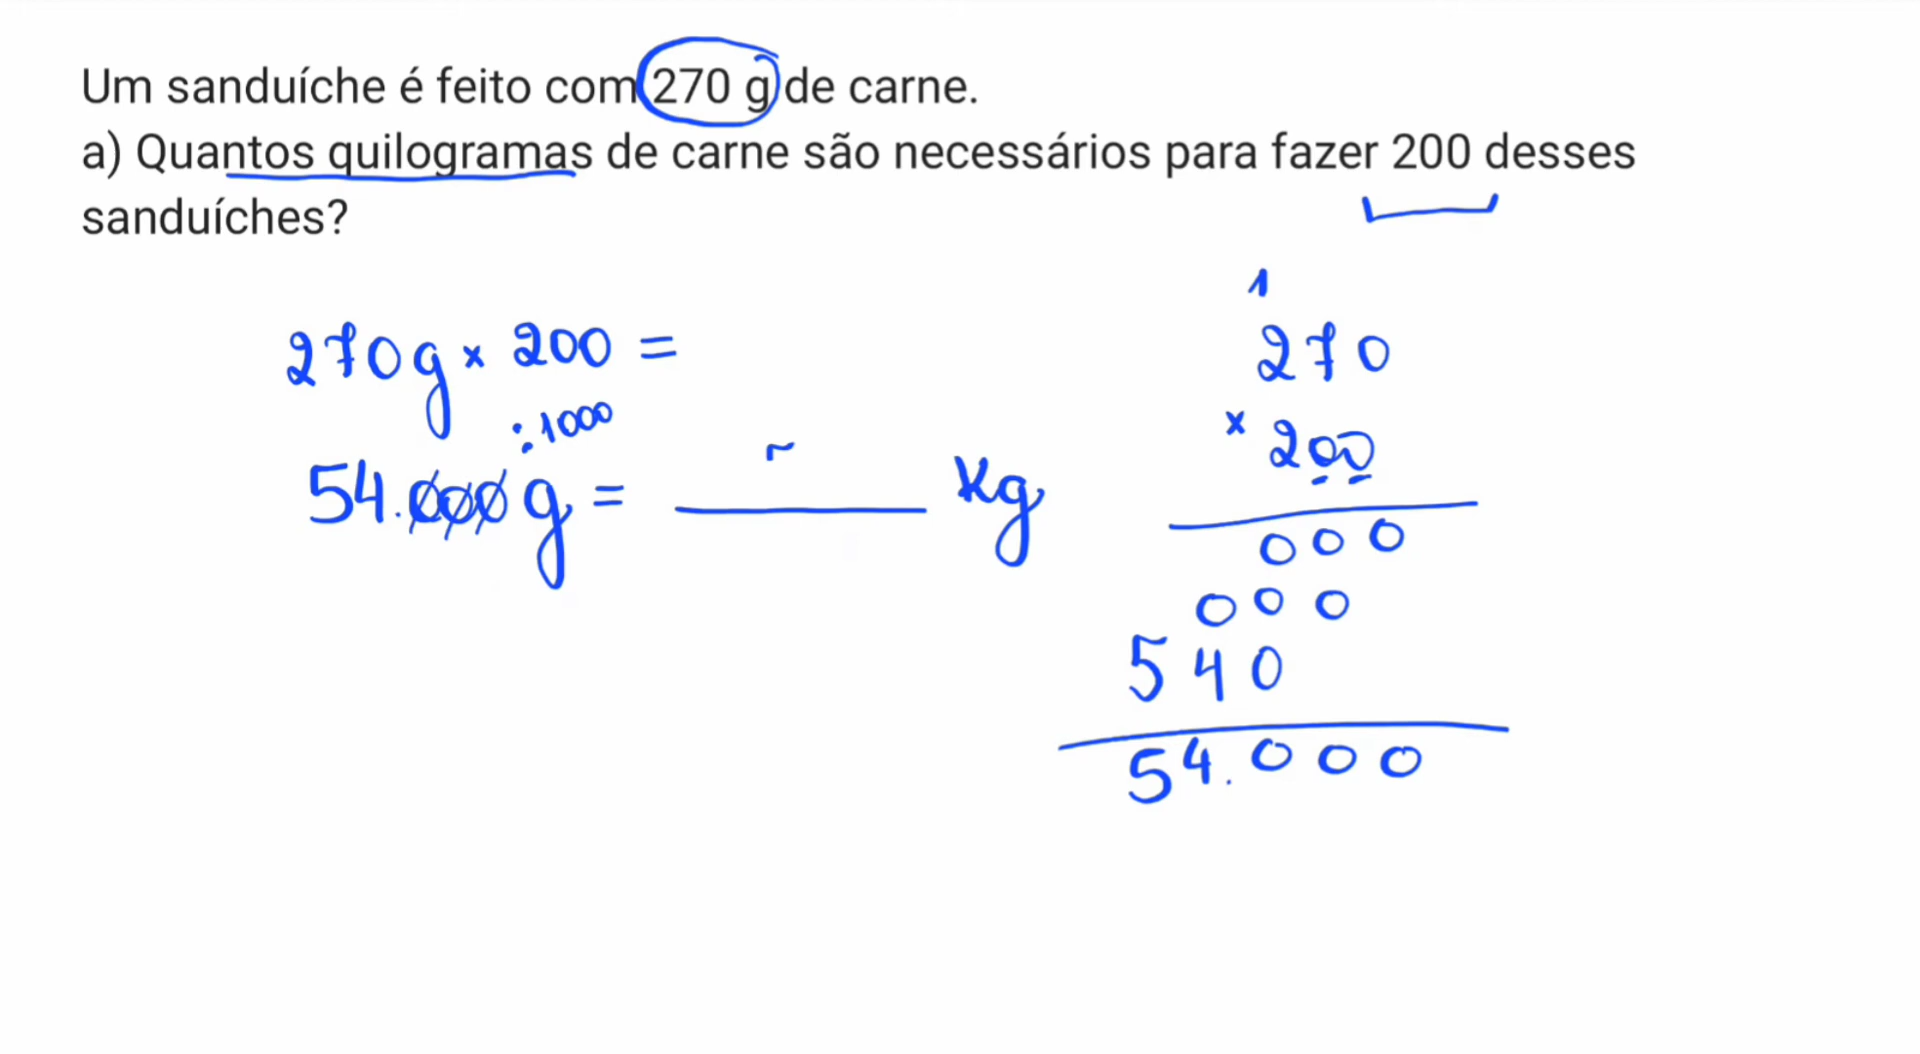 Um sanduíche é feito com 270 g de carne.
a) Quantos quilogramas de carne são necessários para fazer 200 desses
sanduíches?
270g x 200 =
:1000
54.000 g = kg
1
270
x 200
000
000
540
54.000